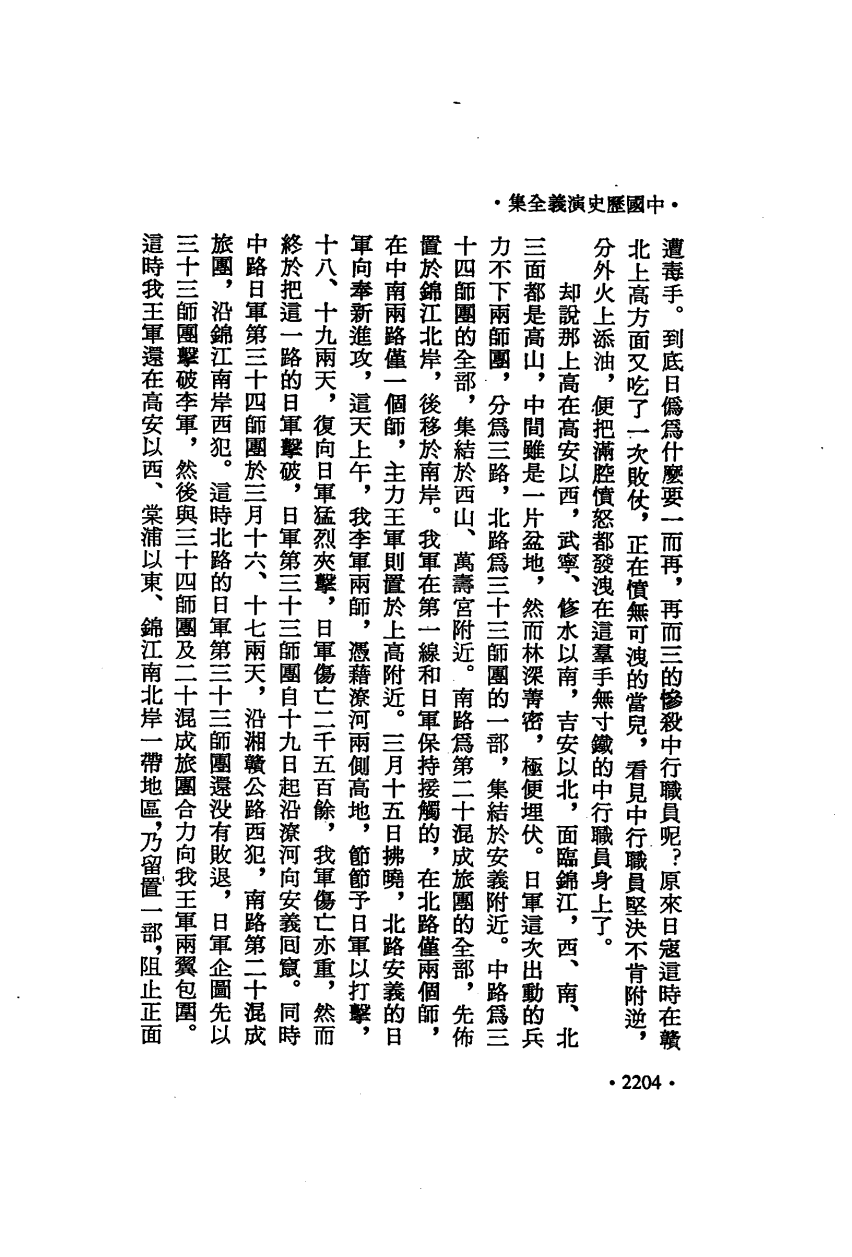 ·中國歷史演義全集·
遭毒手。到底日僞爲什麼要一而再，再而三的慘殺中行職員呢？原來日寇這時在贛
北上高方面又吃了一次敗仗，正在憤無可洩的當兒，看見中行職員堅決不肯附逆，
分外火上添油，便把滿腔憤怒都發洩在這羣手無寸鐵的中行職員身上了。
却說那上高在高安以西，武寧、修水以南，吉安以北，面臨錦江，西、南、北
三面都是高山，中間雖是一片盆地，然而林深菁密，極便埋伏。日軍這次出動的兵
力不下兩師團，分爲三路，北路爲三十三師團的一部，集結於安義附近。中路爲三
十四師團的全部，集結於西山、萬壽宮附近。南路爲第二十混成旅團的全部，先佈
置於錦江北岸，後移於南岸。我軍在第一線和日軍保持接觸的，在北路僅兩個師，
在中南兩路僅一個師，主力王軍則置於上高附近。三月十五日拂曉，北路安義的日
軍向奉新進攻，這天上午，我李軍兩師，憑藉潦河兩側高地，節節予日軍以打擊，
十八、十九兩天，復向日軍猛烈夾擊，日軍傷亡二千五百餘，我軍傷亡亦重，然而
終於把這一路的日軍擊破，日軍第三十三師團自十九日起沿潦河向安義囘竄。同時
中路日軍第三十四師團於三月十六、十七兩天，沿湘贛公路西犯，南路第二十混成
旅團，沿錦江南岸西犯。這時北路的日軍第三十三師團還沒有敗退，日軍企圖先以
三十三師團擊破李軍，然後與三十四師團及二十混成旅團合力向我王軍兩翼包圍。
這時我王軍還在高安以西、棠浦以東、錦江南北岸一帶地區，乃留置一部，阻止正面
·2204·